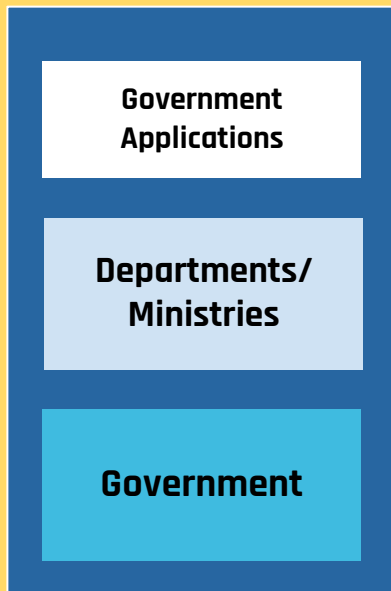 Government
Applications
Departments/
Ministries
Government